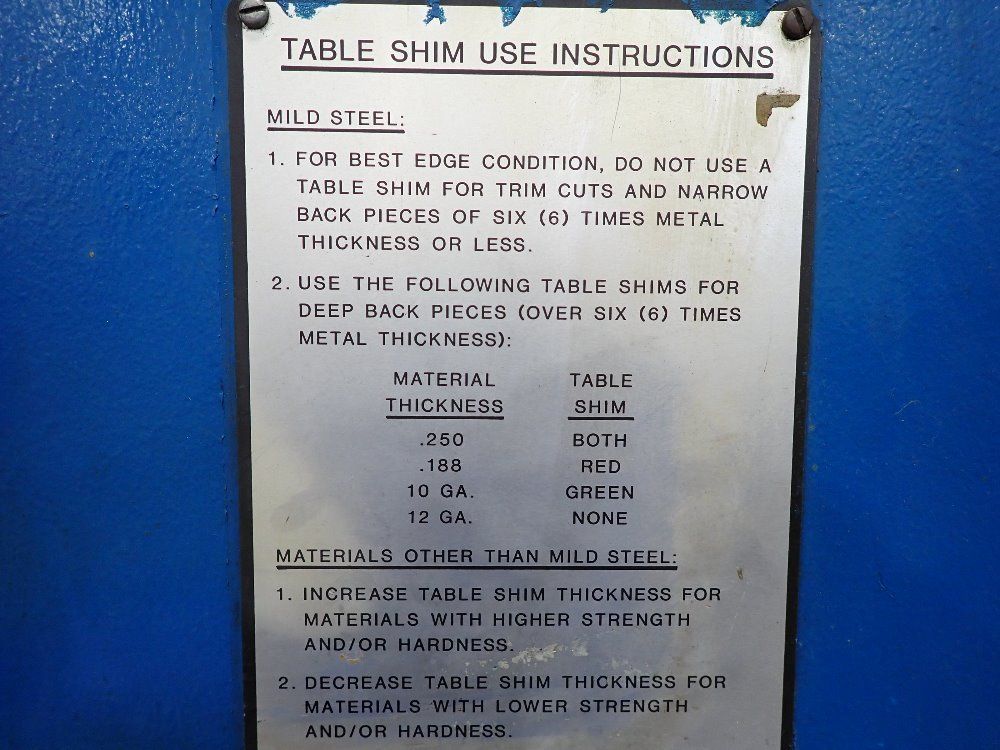 TABLE SHIM USE INSTRUCTIONS
MILD STEEL:
1. FOR BEST EDGE CONDITION, DO NOT USE A
TABLE SHIM FOR TRIM CUTS AND NARROW
BACK PIECES OF SIX (6) TIMES METAL
THICKNESS OR LESS.
2. USE THE FOLLOWING TABLE SHIMS FOR
DEEP BACK PIECES (OVER SIX (6) TIMES
METAL THICKNESS):
MATERIAL TABLE
THICKNESS SHIM
.250 BOTH
.188 RED
10 GA. GREEN
12 GA. NONE
MATERIALS OTHER THAN MILD STEEL:
1. INCREASE TABLE SHIM THICKNESS FOR
MATERIALS WITH HIGHER STRENGTH
AND/OR HARDNESS.
2. DECREASE TABLE SHIM THICKNESS FOR
MATERIALS WITH LOWER STRENGTH
AND/OR HARDNESS.